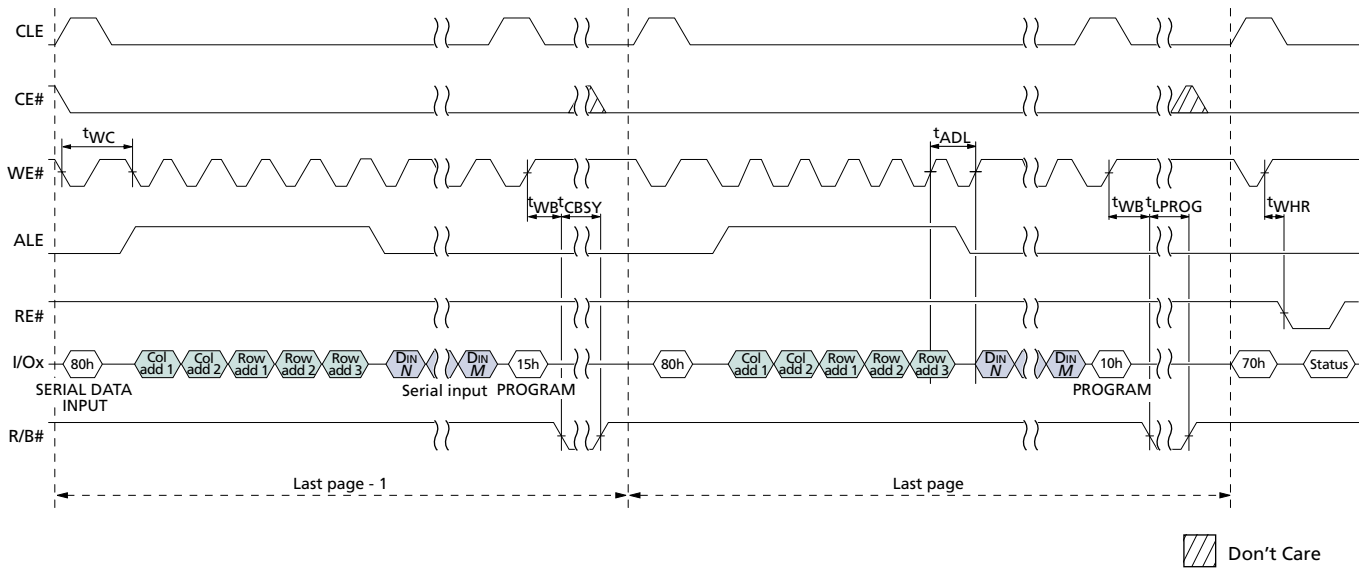 CLE
CE#
tWC
tADL
WE#
tWB tCBSY
tWB tLPROG
tWHR
ALE
RE#
I/Ox
80h
Col add 1
Col add 2
Row add 1
Row add 2
Row add 3
DIN N
DIN M
15h
80h
Col add 1
Col add 2
Row add 1
Row add 2
Row add 3
DIN N
DIN M
10h
70h
Status
SERIAL DATA
INPUT
Serial input
PROGRAM
PROGRAM
R/B#
Last page - 1
Last page
Don't Care